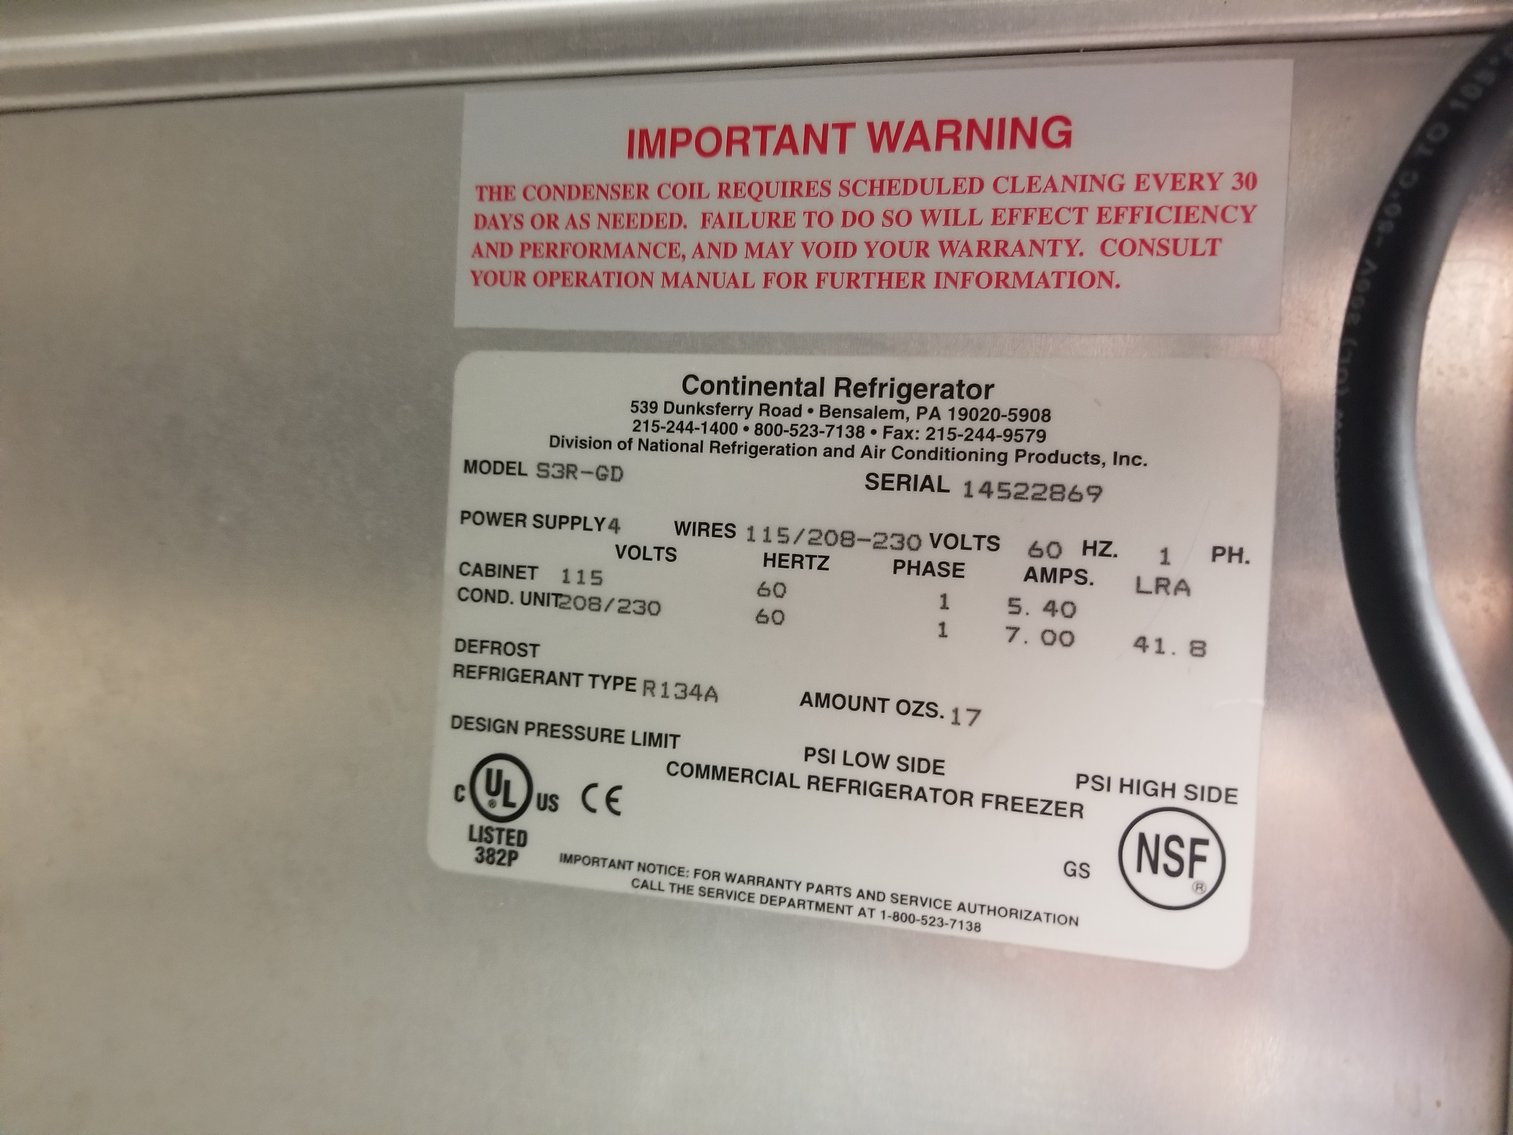 IMPORTANT WARNING
THE CONDENSER COIL REQUIRES SCHEDULED CLEANING EVERY 30
DAYS OR AS NEEDED. FAILURE TO DO SO WILL EFFECT EFFICIENCY
AND PERFORMANCE, AND MAY VOID YOUR WARRANTY. CONSULT
YOUR OPERATION MANUAL FOR FURTHER INFORMATION.
Continental Refrigerator
539 Dunksferry Road • Bensalem, PA 19020-5908
215-244-1400 • 800-523-7138 • Fax: 215-244-9579
Division of National Refrigeration and Air Conditioning Products, Inc.
MODEL S3R-GD SERIAL 14522869
POWER SUPPLY 4 WIRES 115/208-230 VOLTS 60 HZ. 1 PH.
VOLTS HERTZ PHASE AMPS. LRA
CABINET 115 60 1 5.40
COND. UNIT 208/230 60 1 7.00 41.8
DEFROST
REFRIGERANT TYPE R134A AMOUNT OZS. 17
DESIGN PRESSURE LIMIT PSI LOW SIDE PSI HIGH SIDE
COMMERCIAL REFRIGERATOR FREEZER
C UL ® US CE
LISTED
382P
GS NSF ®
IMPORTANT NOTICE: FOR WARRANTY PARTS AND SERVICE AUTHORIZATION
CALL THE SERVICE DEPARTMENT AT 1-800-523-7138
(UL) 600V -50°C TO 105°